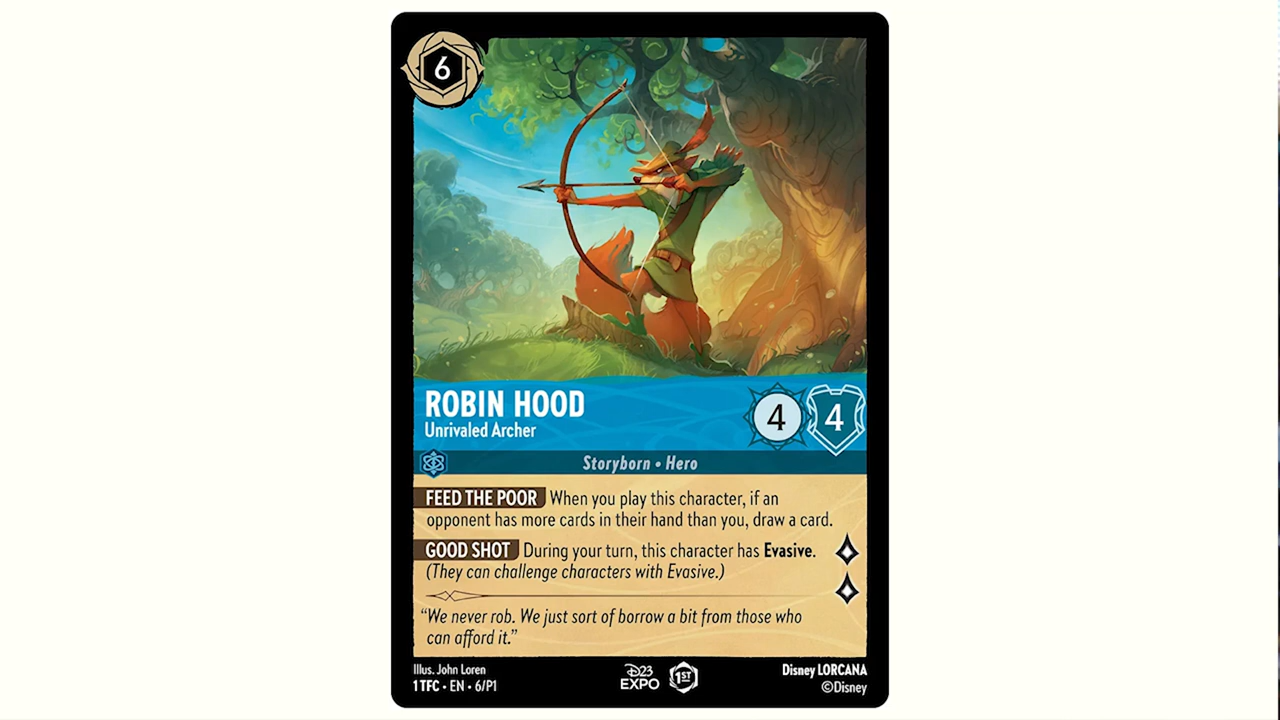 6
ROBIN HOOD
Unrivaled Archer
4
4
Storyborn • Hero
FEED THE POOR When you play this character, if an
opponent has more cards in their hand than you, draw a card.
GOOD SHOT During your turn, this character has Evasive.
(They can challenge characters with Evasive.)
“We never rob. We just sort of borrow a bit from those who
can afford it.”
Illus. John Loren
1TFC • EN • 6/P1
D23
EXPO
1ST
Disney LORCANA
©Disney